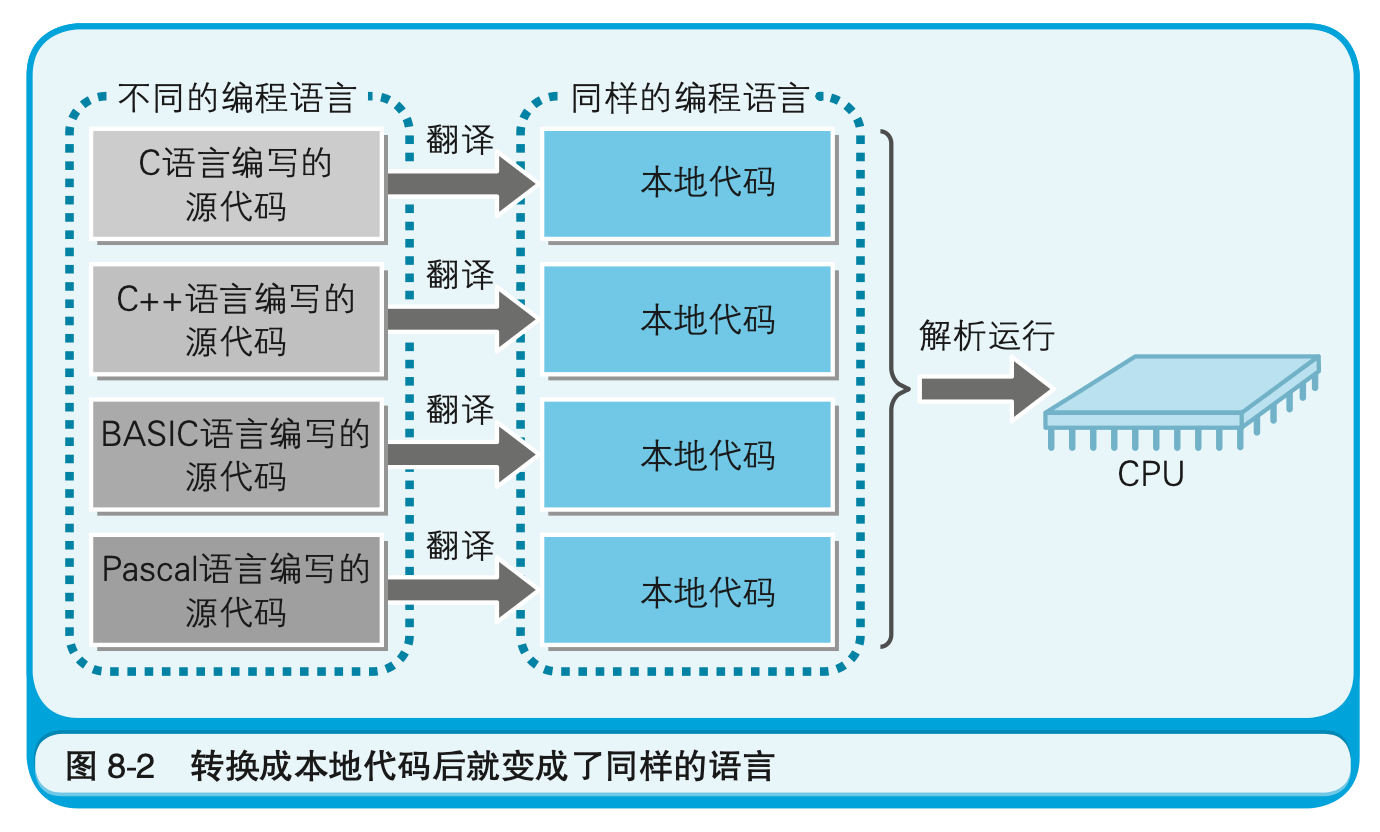 不同的编程语言
同样的编程语言
C语言编写的
源代码
翻译
本地代码
C++语言编写的
源代码
翻译
本地代码
BASIC语言编写的
源代码
翻译
本地代码
Pascal语言编写的
源代码
翻译
本地代码
解析运行
CPU
图 8-2 转换成本地代码后就变成了同样的语言